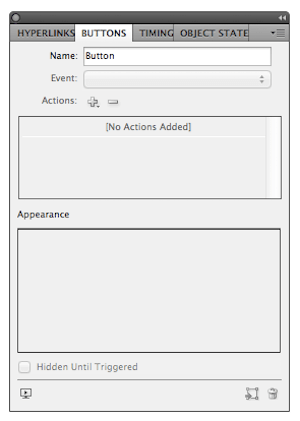 HYPERLINKS BUTTONS TIMING OBJECT STATE
Name: Button
Event:
Actions:
[No Actions Added]
Appearance
Hidden Until Triggered